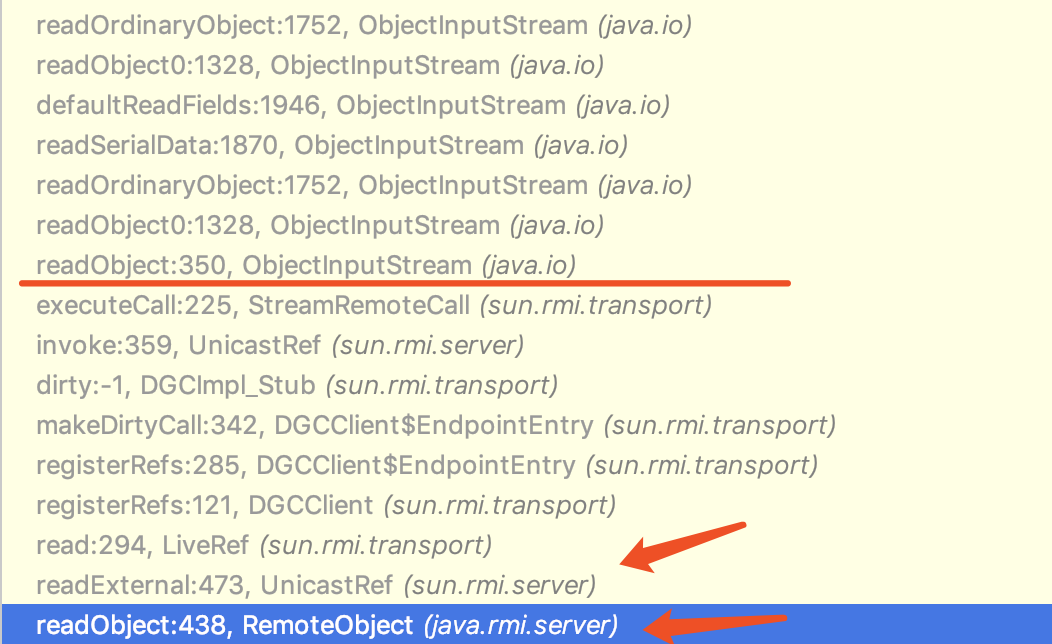 readOrdinaryObject:1752, ObjectInputStream (java.io)
readObject0:1328, ObjectInputStream (java.io)
defaultReadFields:1946, ObjectInputStream (java.io)
readSerialData:1870, ObjectInputStream (java.io)
readOrdinaryObject:1752, ObjectInputStream (java.io)
readObject0:1328, ObjectInputStream (java.io)
readObject:350, ObjectInputStream (java.io)
executeCall:225, StreamRemoteCall (sun.rmi.transport)
invoke:359, UnicastRef (sun.rmi.server)
dirty:-1, DGCImpl_Stub (sun.rmi.transport)
makeDirtyCall:342, DGCClient$EndpointEntry (sun.rmi.transport)
registerRefs:285, DGCClient$EndpointEntry (sun.rmi.transport)
registerRefs:121, DGCClient (sun.rmi.transport)
read:294, LiveRef (sun.rmi.transport)
readExternal:473, UnicastRef (sun.rmi.server)
readObject:438, RemoteObject (java.rmi.server)